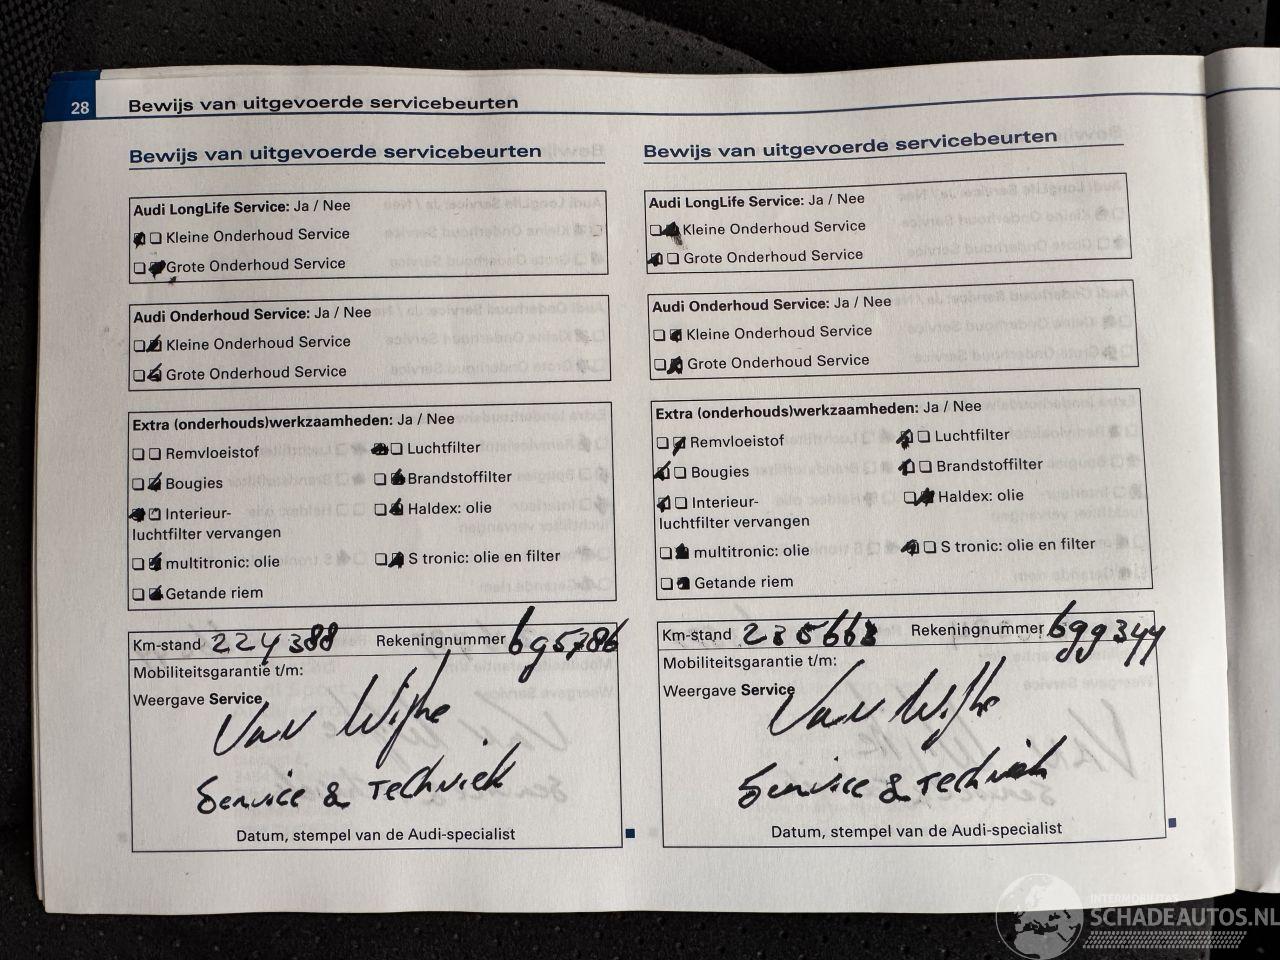 28 Bewijs van uitgevoerde servicebeurten
Bewijs van uitgevoerde servicebeurten
Audi LongLife Service: Ja / Nee
Kleine Onderhoud Service
Grote Onderhoud Service
Audi Onderhoud Service: Ja / Nee
Kleine Onderhoud Service
Grote Onderhoud Service
Extra (onderhouds)werkzaamheden: Ja / Nee
Remvloeistof Luchtfilter
Bougies Brandstoffilter
Interieur- Haldex: olie
luchtfilter vervangen
multitronic: olie S tronic: olie en filter
Getande riem
Km-stand 224388 Rekeningnummer 695786
Mobiliteitsgarantie t/m:
Weergave Service
Van Wijhe
Service & Techniek
Datum, stempel van de Audi-specialist
Bewijs van uitgevoerde servicebeurten
Audi LongLife Service: Ja / Nee
Kleine Onderhoud Service
Grote Onderhoud Service
Audi Onderhoud Service: Ja / Nee
Kleine Onderhoud Service
Grote Onderhoud Service
Extra (onderhouds)werkzaamheden: Ja / Nee
Remvloeistof Luchtfilter
Bougies Brandstoffilter
Interieur- Haldex: olie
luchtfilter vervangen
multitronic: olie S tronic: olie en filter
Getande riem
Km-stand Rekeningnummer 699344
Mobiliteitsgarantie t/m:
Weergave Service
Van Wijhe
Service & Techniek
Datum, stempel van de Audi-specialist
SCHADEAUTOS.NL